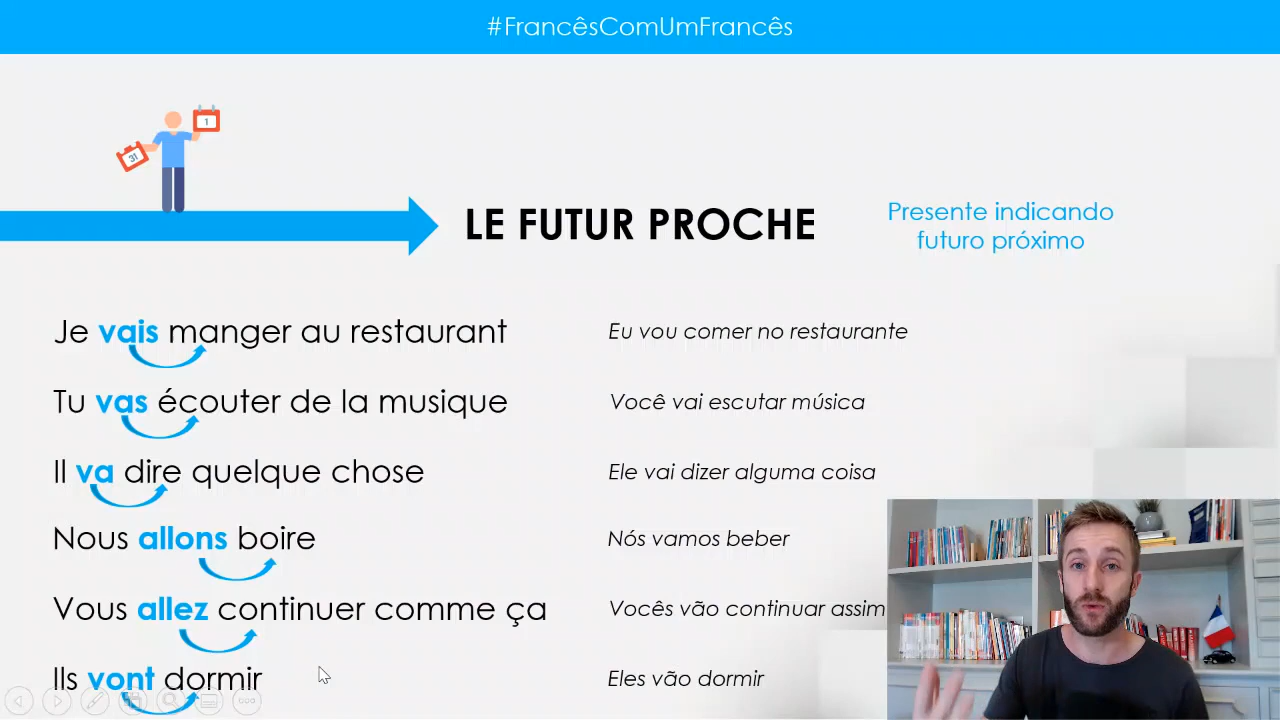 #FrancêsComUmFrancês
1
31
LE FUTUR PROCHE
Presente indicando
futuro próximo
Je vais manger au restaurant
Eu vou comer no restaurante
Tu vas écouter de la musique
Você vai escutar música
Il va dire quelque chose
Ele vai dizer alguma coisa
Nous allons boire
Nós vamos beber
Vous allez continuer comme ça
Vocês vão continuar assim
Ils vont dormir
Eles vão dormir